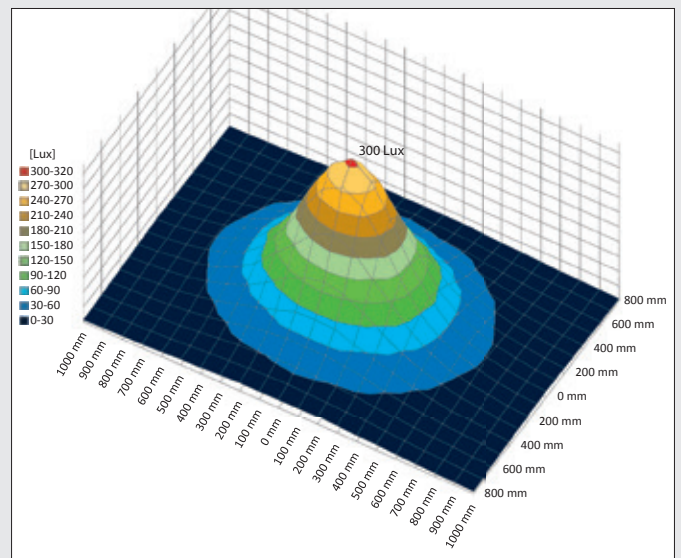 300 Lux
[Lux]
300-320
270-300
240-270
210-240
180-210
150-180
120-150
90-120
60-90
30-60
0-30
1000 mm
900 mm
800 mm
700 mm
600 mm
500 mm
400 mm
300 mm
200 mm
100 mm
0 mm
100 mm
200 mm
300 mm
400 mm
500 mm
600 mm
700 mm
800 mm
900 mm
1000 mm
800 mm
600 mm
400 mm
200 mm
0 mm
200 mm
400 mm
600 mm
800 mm